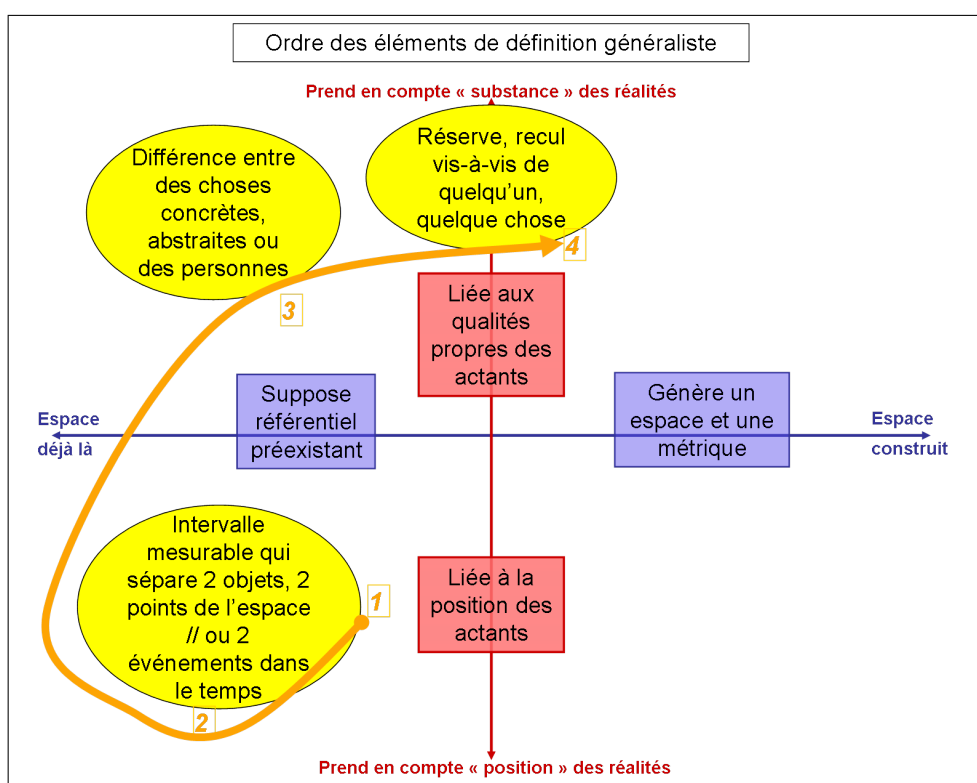 Ordre des éléments de définition généraliste
Prend en compte « substance » des réalités
Différence entre
des choses
concrètes,
abstraites ou
des personnes
Réserve, recul
vis-à-vis de
quelqu'un,
quelque chose
4
3
Liée aux
qualités
propres des
actants
Espace
déjà là
Suppose
référentiel
préexistant
Génère un
espace et une
métrique
Espace
construit
Intervalle
mesurable qui
sépare 2 objets, 2
points de l'espace
// ou 2
événements dans
le temps
1
2
Liée à la
position des
actants
Prend en compte « position » des réalités